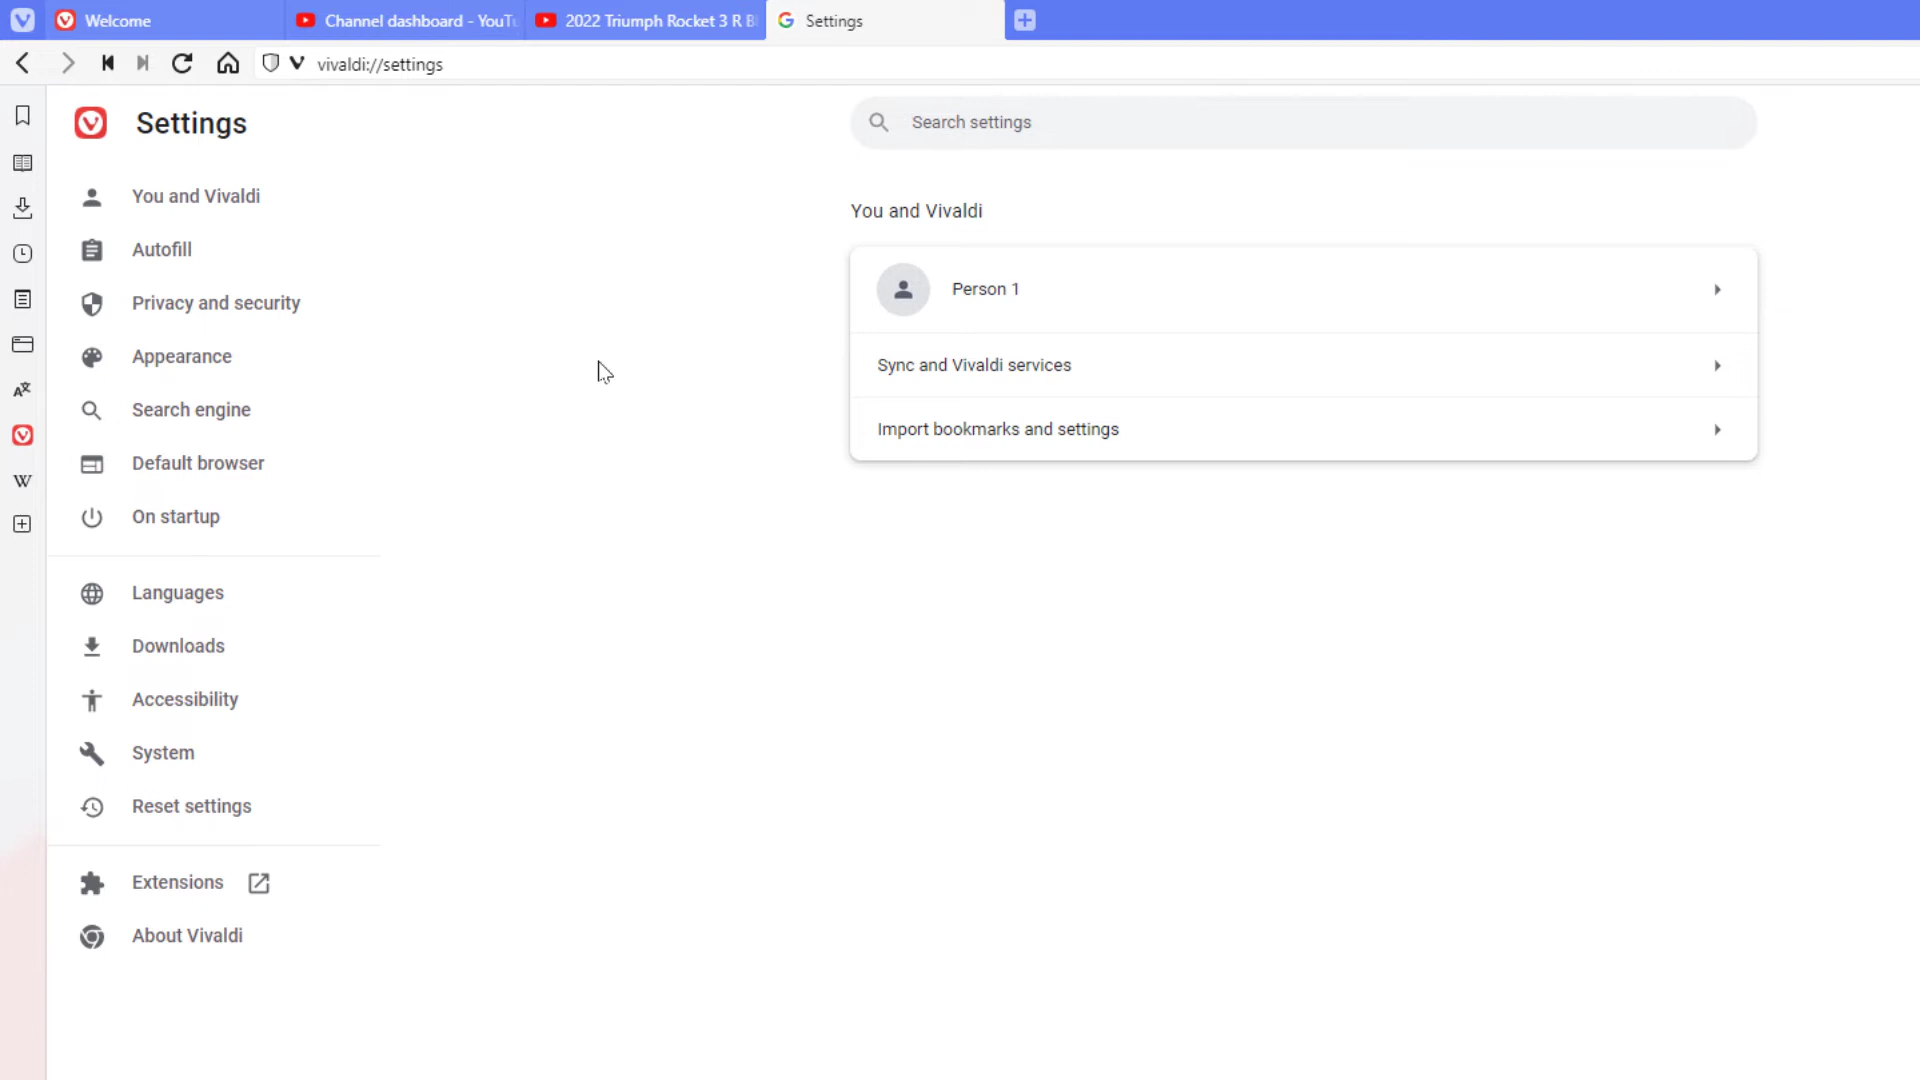 Welcome
Channel dashboard - YouTu
2022 Triumph Rocket 3 R B
Settings
vivaldi://settings
Settings
Search settings
You and Vivaldi
Autofill
Privacy and security
Appearance
Search engine
Default browser
On startup
Languages
Downloads
Accessibility
System
Reset settings
Extensions
About Vivaldi
You and Vivaldi
Person 1
Sync and Vivaldi services
Import bookmarks and settings
W